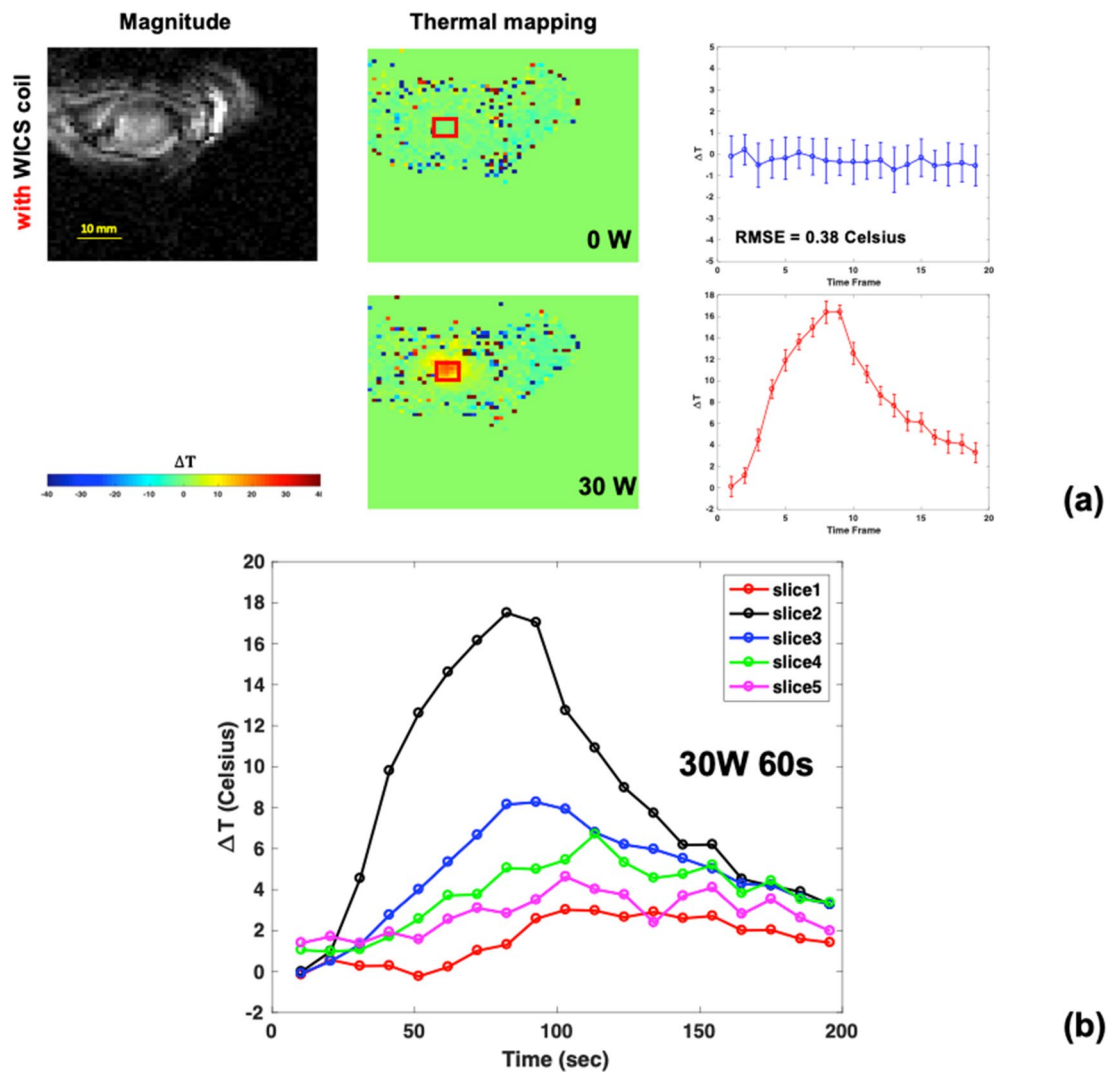 Magnitude
Thermal mapping
with WICS coil
10 mm
0 W
5
4
3
2
1
0
-1
-2
-3
-4
-5
ΔT
RMSE = 0.38 Celsius
0 5 10 15 20
Time Frame
30 W
18
16
14
12
10
8
6
4
2
0
-2
ΔT
0 5 10 15 20
Time Frame
ΔT
-40 -30 -20 -10 0 10 20 30 40
(a)
20
18
16
14
12
10
8
6
4
2
0
-2
Δ T (Celsius)
slice1
slice2
slice3
slice4
slice5
30W 60s
0 50 100 150 200
Time (sec)
(b)